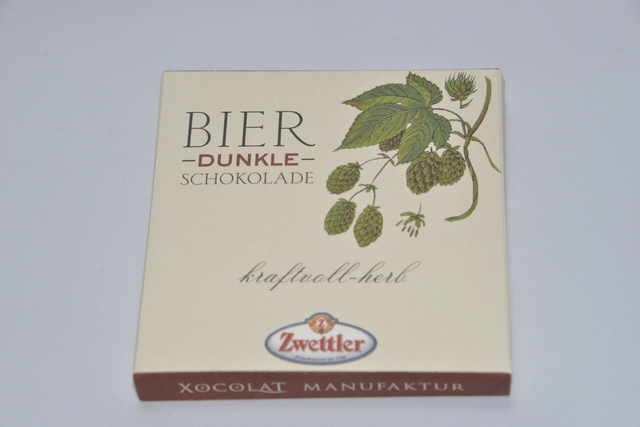 BIER
DUNKLE
SCHOKOLADE
kraftvoll-herb
Z
Zwettler
XOCOLAT MANUFAKTUR